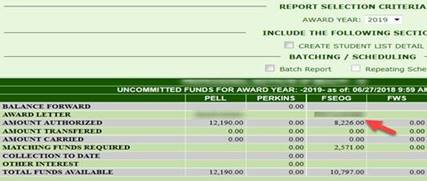 REPORT SELECTION CRITERIA
AWARD YEAR: 2019
INCLUDE THE FOLLOWING SECTIO
CREATE STUDENT LIST DETAIL
BATCHING / SCHEDULING
Batch Report Repeating Sche
UNCOMMITTED FUNDS FOR AWARD YEAR: -2019- as of: 06/27/2018 9:59 AM
PELL PERKINS FSEOG FWS
BALANCE FORWARD 0.00
AWARD LETTER
AMOUNT AUTHORIZED 12,190.00 0.00 8,226.00 0.00
AMOUNT TRANSFERED 0.00 0.00 0.00 0.00
AMOUNT CARRIED 0.00 0.00 0.00
MATCHING FUNDS REQUIRED 0.00 2,571.00 0.00
COLLECTION TO DATE 0.00
OTHER INTEREST 0.00
TOTAL FUNDS AVAILABLE 12,190.00 0.00 10,797.00 0.00